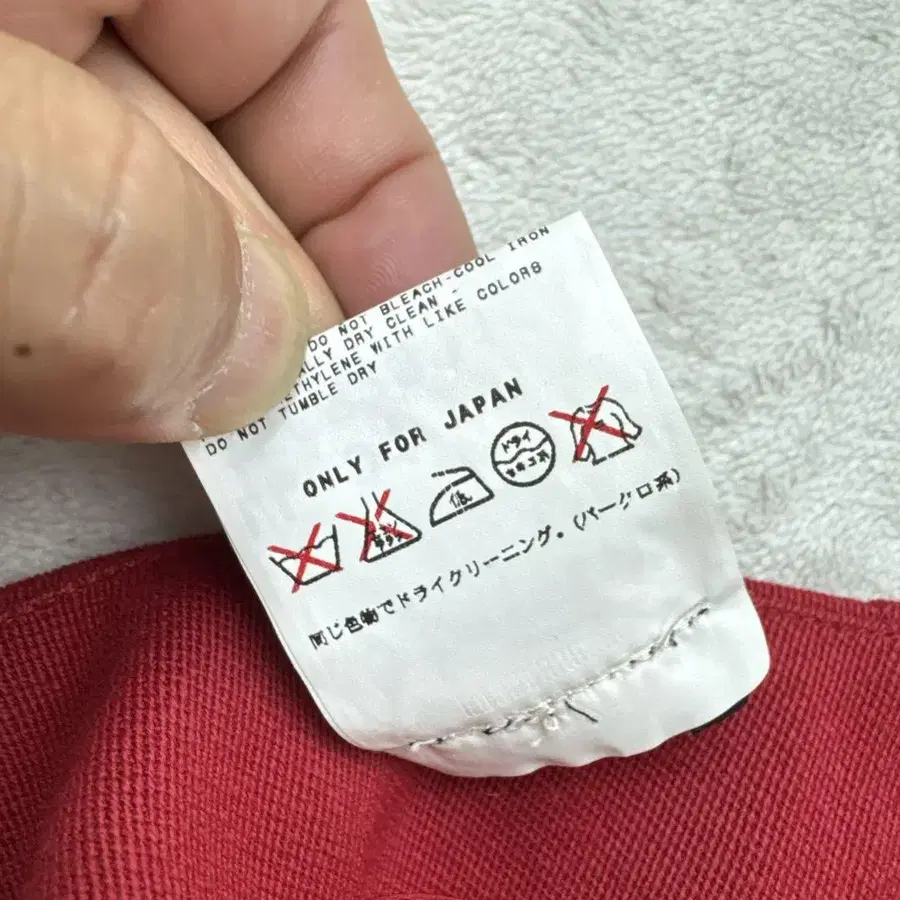 DO NOT BLEACH-COOL IRON
DRY CLEAN -
WITH LIKE COLORS
DO NOT TUMBLE DRY
ONLY FOR JAPAN
低
ドライ
同じ色物でドライクリーニング。(パークロ系)